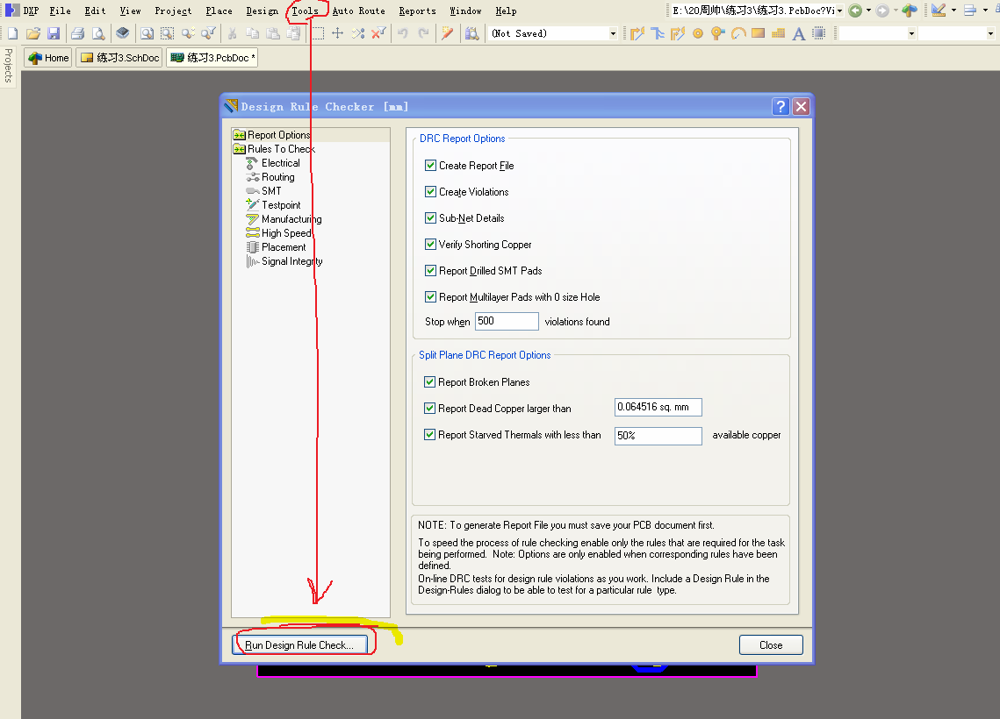 DXP File Edit View Project Place Design Tools Auto Route Reports Window Help E:\20周帅\练习3\练习3.PcbDoc?Vi
(Not Saved)
Projects
Home 练习3.SchDoc 练习3.PcbDoc *
Design Rule Checker [mm]
Report Options
Rules To Check
Electrical
Routing
SMT
Testpoint
Manufacturing
High Speed
Placement
Signal Integrity
DRC Report Options
Create Report File
Create Violations
Sub-Net Details
Verify Shorting Copper
Report Drilled SMT Pads
Report Multilayer Pads with 0 size Hole
Stop when 500 violations found
Split Plane DRC Report Options
Report Broken Planes
Report Dead Copper larger than 0.064516 sq. mm
Report Starved Thermals with less than 50% available copper
NOTE: To generate Report File you must save your PCB document first.
To speed the process of rule checking enable only the rules that are required for the task
being performed. Note: Options are only enabled when corresponding rules have been
defined.
On-line DRC tests for design rule violations as you work. Include a Design Rule in the
Design-Rules dialog to be able to test for a particular rule type.
Run Design Rule Check...
Close